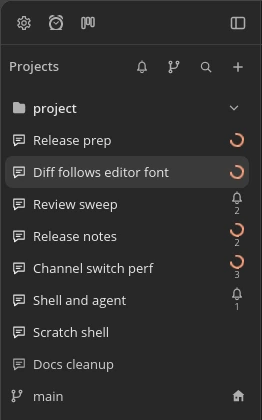 Projects
project
Release prep
Diff follows editor font
Review sweep
2
Release notes
2
Channel switch perf
3
Shell and agent
1
Scratch shell
Docs cleanup
main